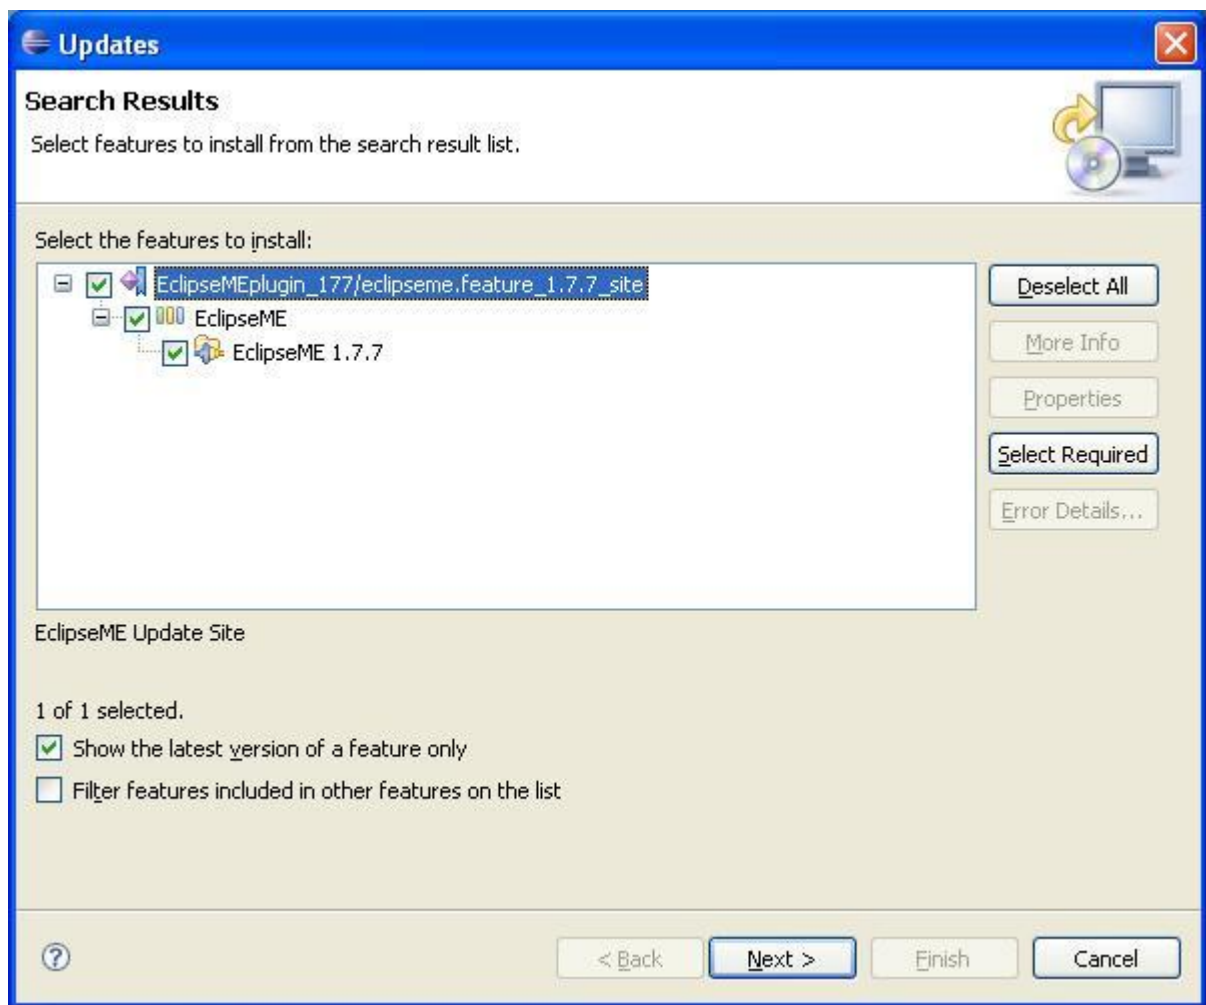 Updates
Search Results
Select features to install from the search result list.
Select the features to install:
EclipseMEplugin_177/eclipseme.feature_1.7.7_site
EclipseME
EclipseME 1.7.7
Deselect All
More Info
Properties
Select Required
Error Details...
EclipseME Update Site
1 of 1 selected.
Show the latest version of a feature only
Filter features included in other features on the list
? < Back Next > Finish Cancel